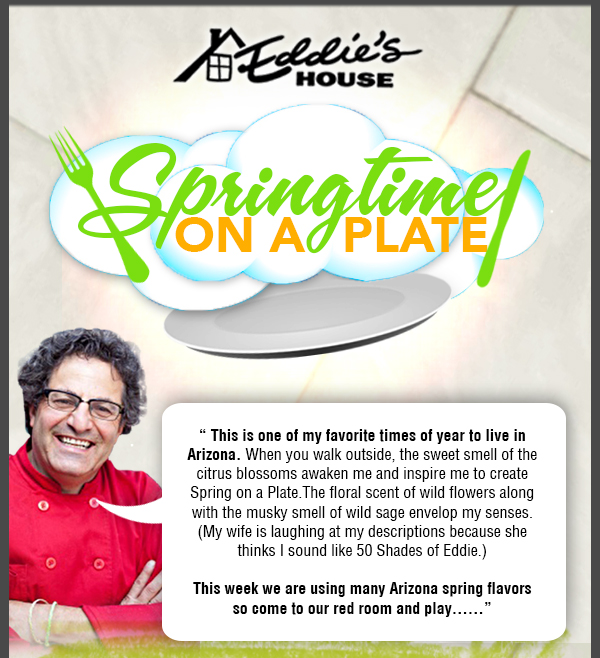 Eddie's
HOUSE
Springtime
ON A PLATE
“ This is one of my favorite times of year to live in
Arizona. When you walk outside, the sweet smell of the
citrus blossoms awaken me and inspire me to create
Spring on a Plate.The floral scent of wild flowers along
with the musky smell of wild sage envelop my senses.
(My wife is laughing at my descriptions because she
thinks I sound like 50 Shades of Eddie.)
This week we are using many Arizona spring flavors
so come to our red room and play......”